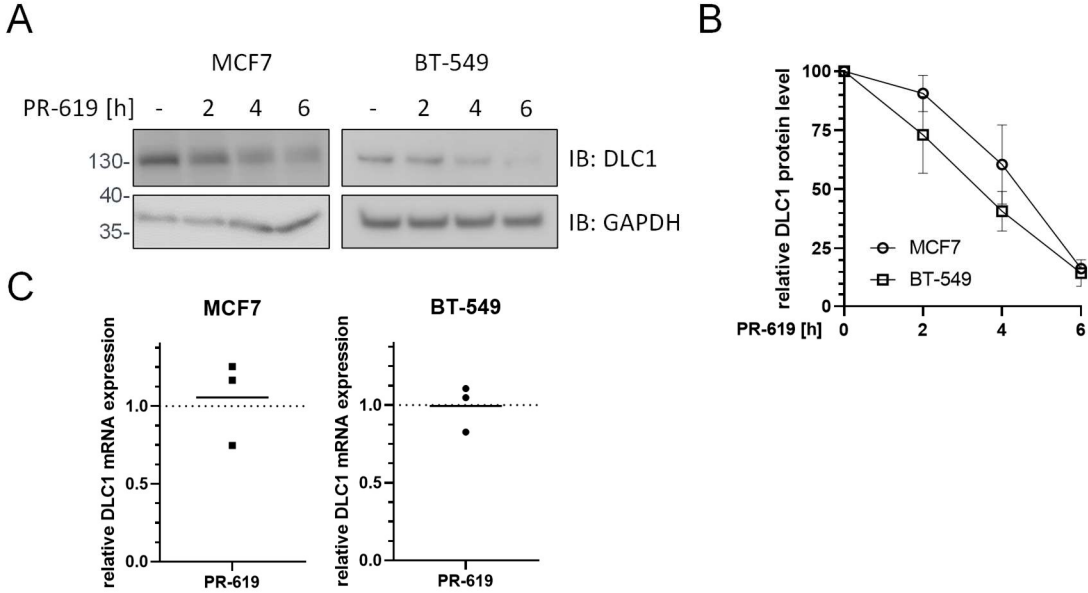 A
MCF7 BT-549
PR-619 [h] - 2 4 6 - 2 4 6
130- IB: DLC1
40-
35- IB: GAPDH
B
relative DLC1 protein level
100
75
50
25
0
MCF7
BT-549
PR-619 [h] 0 2 4 6
C
MCF7
relative DLC1 mRNA expression
1.0
0.5
0.0
PR-619
BT-549
relative DLC1 mRNA expression
1.0
0.5
0.0
PR-619